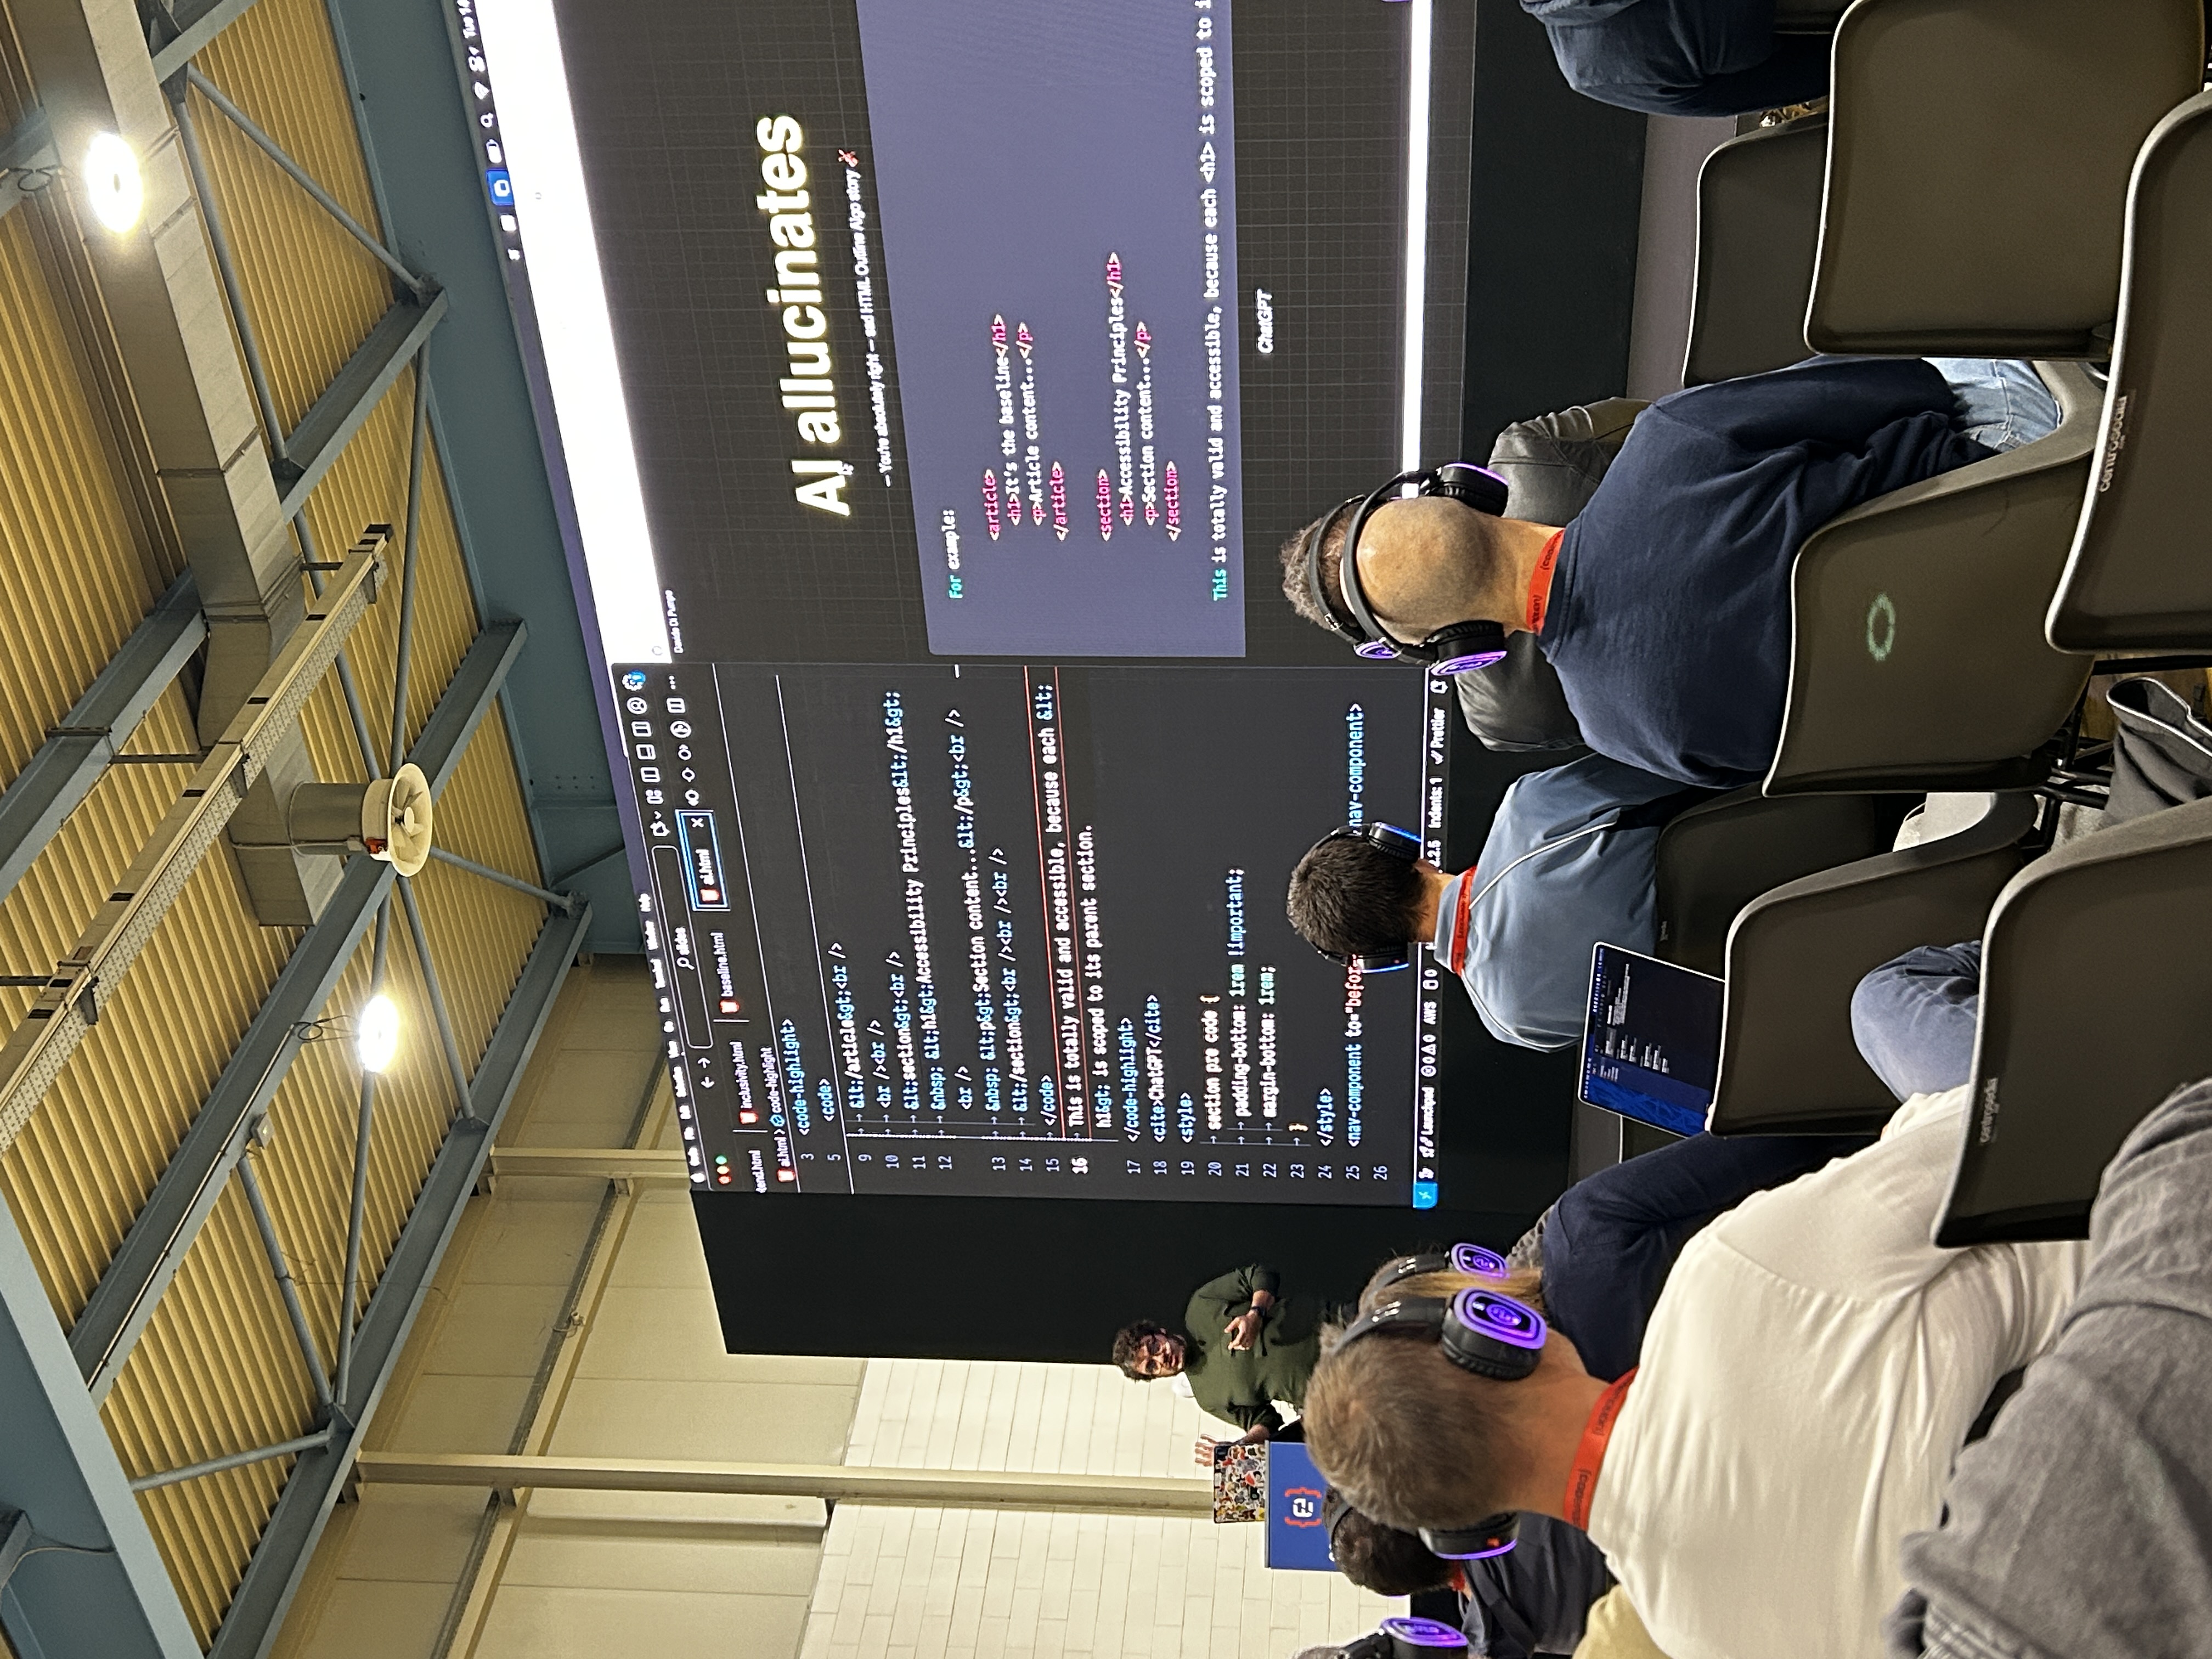 Code File Edit Selection View Go Run Terminal Window Help
Tue 14
slides
tend.html
inclusivity.html
baseline.html
ai.html
ai.html > code-highlight
3 <code-highlight>
5 <code>
9 &lt;/article&gt;<br />
10 <br /><br />
11 &lt;section&gt;<br />
12 &nbsp; &lt;h1&gt;Accessibility Principles&lt;/h1&gt;
<br />
13 &nbsp; &lt;p&gt;Section content...&lt;/p&gt;<br />
14 &lt;/section&gt;<br /><br /><br />
15 </code>
16 This is totally valid and accessible, because each &lt;
h1&gt; is scoped to its parent section.
17 </code-highlight>
18 <cite>ChatGPT</cite>
19 <style>
20 section pre code {
21 padding-bottom: 1rem !important;
22 margin-bottom: 1rem;
23 }
24 </style>
25 <nav-component to="befor nav-component>
26
Launchpad 0 0 AWS 0 .2.5 Indents: 1 Prettier
Davide Di Pumpo
AI allucinates
— You're absolutely right — sad HTML Outline Algo story
For example:
<article>
<h1>It's the baseline</h1>
<p>Article content...</p>
</article>
<section>
<h1>Accessibility Principles</h1>
<p>Section content...</p>
</section>
This is totally valid and accessible, because each <h1> is scoped to i
ChatGPT
centrosedia
centrosedia